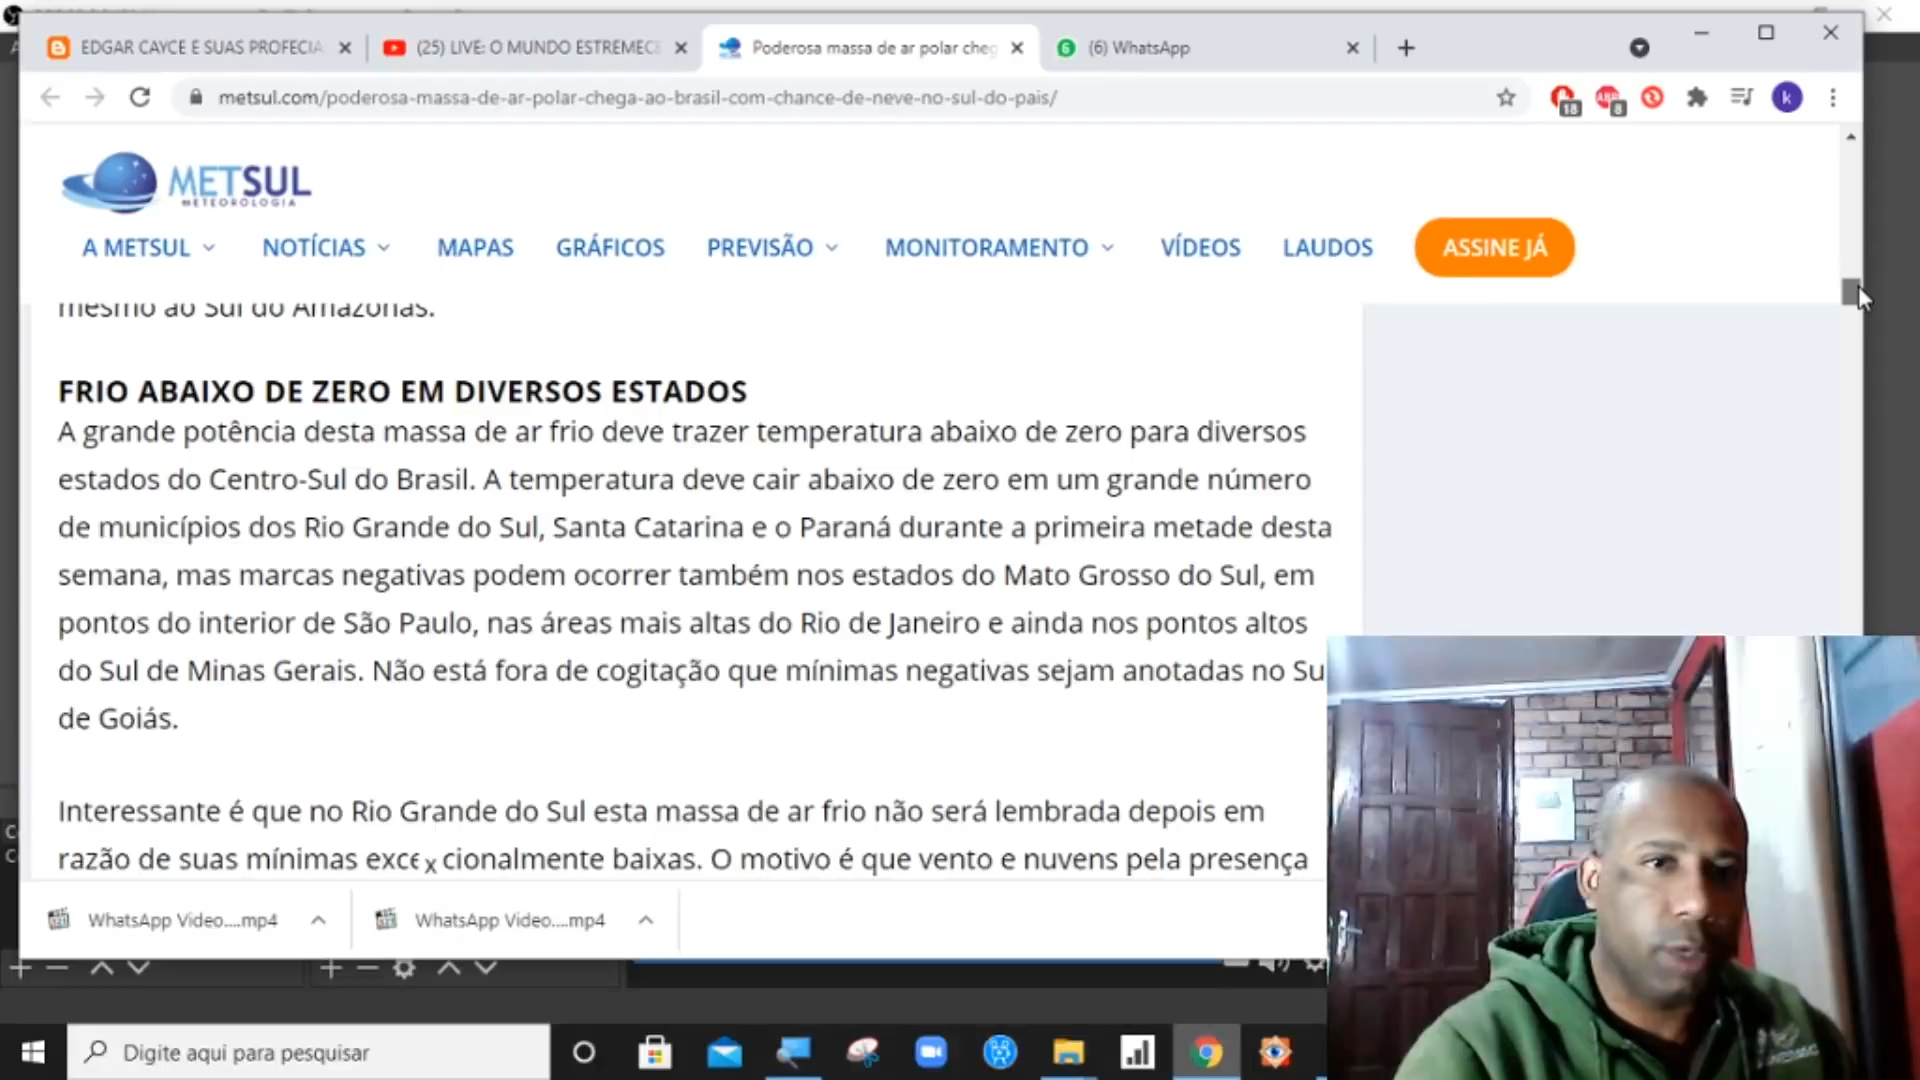 EDGAR CAYCE E SUAS PROFECIA
(25) LIVE: O MUNDO ESTREMECE
Poderosa massa de ar polar cheg
6
(6) WhatsApp
metsul.com/poderosa-massa-de-ar-polar-chega-ao-brasil-com-chance-de-neve-no-sul-do-pais/
18
ABP
8
k
METSUL
METEOROLOGIA
A METSUL
NOTÍCIAS
MAPAS
GRÁFICOS
PREVISÃO
MONITORAMENTO
VÍDEOS
LAUDOS
ASSINE JÁ
mesmo ao Sul do Amazonas.
FRIO ABAIXO DE ZERO EM DIVERSOS ESTADOS
A grande potência desta massa de ar frio deve trazer temperatura abaixo de zero para diversos
estados do Centro-Sul do Brasil. A temperatura deve cair abaixo de zero em um grande número
de municípios dos Rio Grande do Sul, Santa Catarina e o Paraná durante a primeira metade desta
semana, mas marcas negativas podem ocorrer também nos estados do Mato Grosso do Sul, em
pontos do interior de São Paulo, nas áreas mais altas do Rio de Janeiro e ainda nos pontos altos
do Sul de Minas Gerais. Não está fora de cogitação que mínimas negativas sejam anotadas no Su
de Goiás.
Interessante é que no Rio Grande do Sul esta massa de ar frio não será lembrada depois em
razão de suas mínimas exce x cionalmente baixas. O motivo é que vento e nuvens pela presença
WhatsApp Video....mp4
WhatsApp Video....mp4
Digite aqui para pesquisar